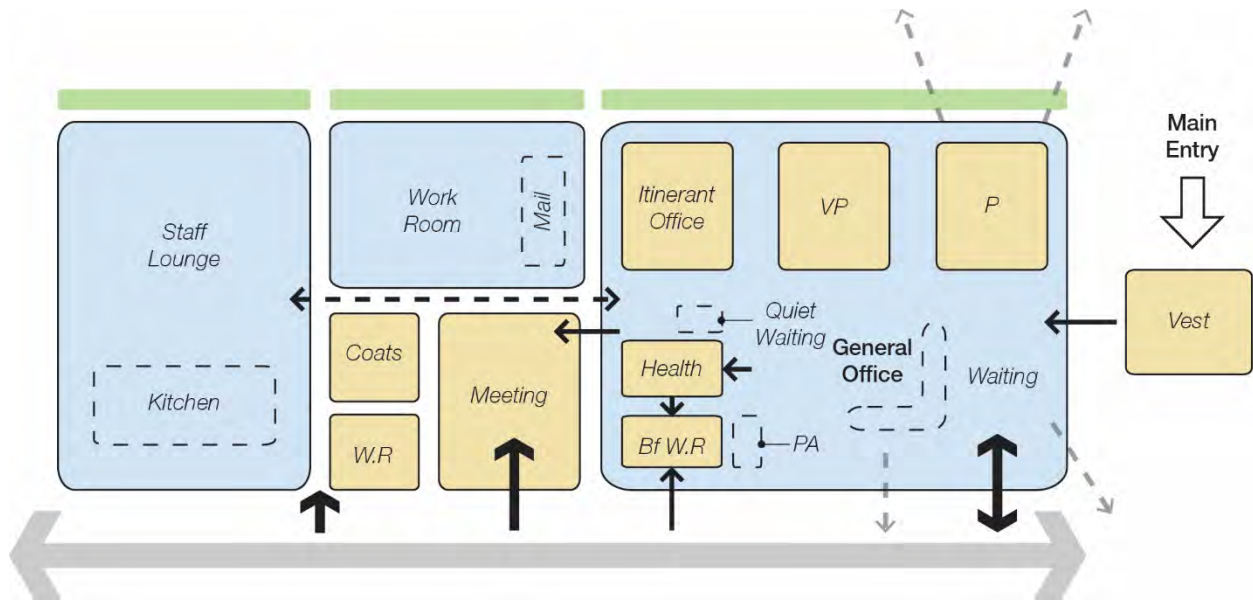 Main
Entry
Staff
Lounge
Work
Room
Mail
Itinerant
Office
VP
P
Vest
Quiet
Waiting
Coats
Meeting
Health
General
Office
Waiting
Kitchen
W.R
Bf W.R
PA